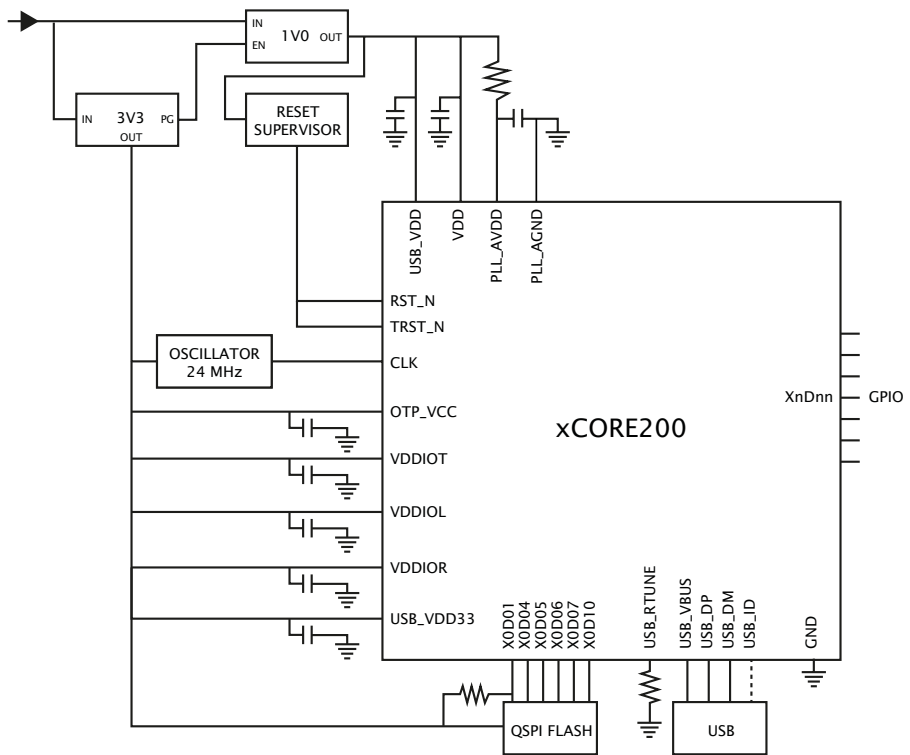 IN
EN
1V0
OUT
IN
3V3
PG
OUT
RESET
SUPERVISOR
USB_VDD
VDD
PLL_AVDD
PLL_AGND
RST_N
TRST_N
OSCILLATOR
24 MHz
CLK
OTP_VCC
VDDIOT
VDDIOL
VDDIOR
USB_VDD33
xCORE200
XnDnn
GPIO
X0D01
X0D04
X0D05
X0D06
X0D07
X0D10
USB_RTUNE
USB_VBUS
USB_DP
USB_DM
USB_ID
GND
QSPI FLASH
USB